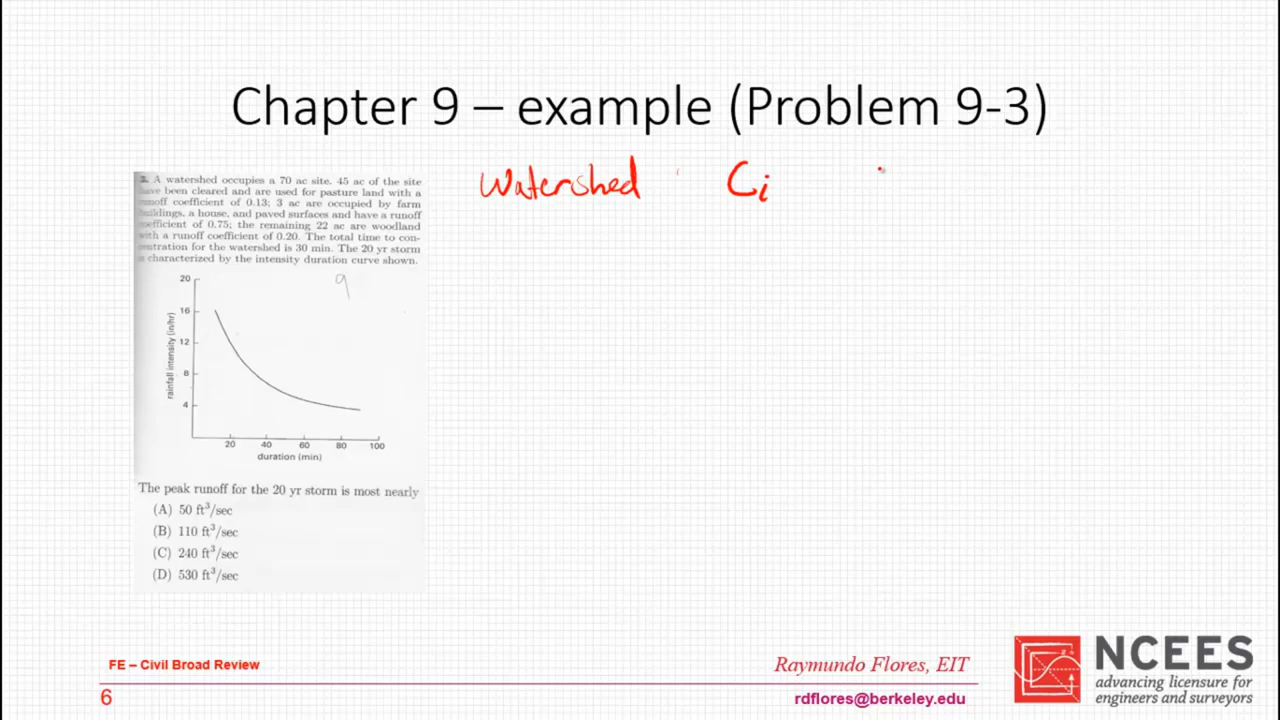 Chapter 9 – example (Problem 9-3)
Watershed Ci
3. A watershed occupies a 70 ac site. 45 ac of the site
have been cleared and are used for pasture land with a
runoff coefficient of 0.13; 3 ac are occupied by farm
buildings, a house, and paved surfaces and have a runoff
coefficient of 0.75; the remaining 22 ac are woodland
with a runoff coefficient of 0.20. The total time to con-
centration for the watershed is 30 min. The 20 yr storm
is characterized by the intensity duration curve shown.
9
20
16
12
8
4
rainfall intensity (in/hr)
20 40 60 80 100
duration (min)
The peak runoff for the 20 yr storm is most nearly
(A) 50 ft³/sec
(B) 110 ft³/sec
(C) 240 ft³/sec
(D) 530 ft³/sec
FE – Civil Broad Review
6
Raymundo Flores, EIT
rdflores@berkeley.edu
NCEES
advancing licensure for
engineers and surveyors